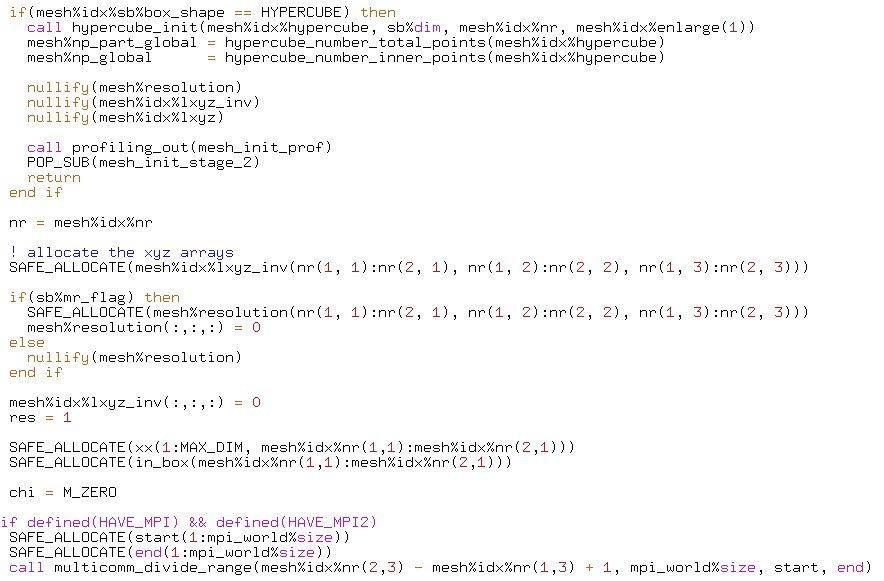 if(mesh%idx%sb%box_shape == HYPERCUBE) then
call hypercube_init(mesh%idx%hypercube, sb%dim, mesh%idx%nr, mesh%idx%enlarge(1))
mesh%np_part_global = hypercube_number_total_points(mesh%idx%hypercube)
mesh%np_global      = hypercube_number_inner_points(mesh%idx%hypercube)
nullify(mesh%resolution)
nullify(mesh%idx%lxyz_inv)
nullify(mesh%idx%lxyz)
call profiling_out(mesh_init_prof)
POP_SUB(mesh_init_stage_2)
return
end if
nr = mesh%idx%nr
! allocate the xyz arrays
SAFE_ALLOCATE(mesh%idx%lxyz_inv(nr(1, 1):nr(2, 1), nr(1, 2):nr(2, 2), nr(1, 3):nr(2, 3)))
if(sb%mr_flag) then
SAFE_ALLOCATE(mesh%resolution(nr(1, 1):nr(2, 1), nr(1, 2):nr(2, 2), nr(1, 3):nr(2, 3)))
mesh%resolution(:,:,:) = 0
else
nullify(mesh%resolution)
end if
mesh%idx%lxyz_inv(:,:,:) = 0
res = 1
SAFE_ALLOCATE(xx(1:MAX_DIM, mesh%idx%nr(1,1):mesh%idx%nr(2,1)))
SAFE_ALLOCATE(in_box(mesh%idx%nr(1,1):mesh%idx%nr(2,1)))
chi = M_ZERO
if defined(HAVE_MPI) && defined(HAVE_MPI2)
SAFE_ALLOCATE(start(1:mpi_world%size))
SAFE_ALLOCATE(end(1:mpi_world%size))
call multicomm_divide_range(mesh%idx%nr(2,3) - mesh%idx%nr(1,3) + 1, mpi_world%size, start, end)